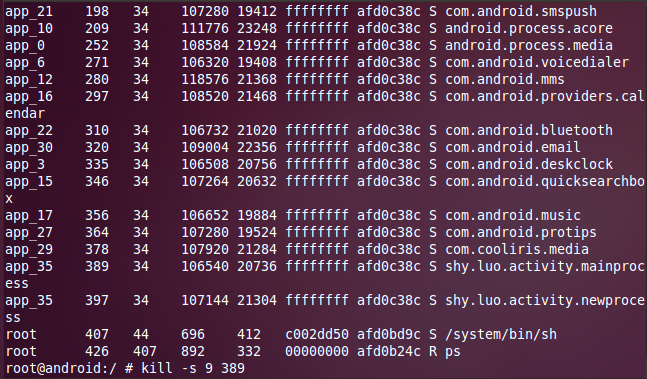 app_21    198   34    107280 19412 ffffffff afd0c38c S com.android.smspush
app_10    209   34    111776 23248 ffffffff afd0c38c S android.process.acore
app_0     252   34    108584 21924 ffffffff afd0c38c S android.process.media
app_6     271   34    106320 19408 ffffffff afd0c38c S com.android.voicedialer
app_12    280   34    118576 21368 ffffffff afd0c38c S com.android.mms
app_16    297   34    108520 21468 ffffffff afd0c38c S com.android.providers.cal
endar
app_22    310   34    106732 21020 ffffffff afd0c38c S com.android.bluetooth
app_30    320   34    109004 22356 ffffffff afd0c38c S com.android.email
app_3     335   34    106508 20756 ffffffff afd0c38c S com.android.deskclock
app_15    346   34    107264 20632 ffffffff afd0c38c S com.android.quicksearchbo
x
app_17    356   34    106652 19884 ffffffff afd0c38c S com.android.music
app_27    364   34    107280 19524 ffffffff afd0c38c S com.android.protips
app_29    378   34    107920 21284 ffffffff afd0c38c S com.cooliris.media
app_35    389   34    106540 20736 ffffffff afd0c38c S shy.luo.activity.mainproc
ess
app_35    397   34    107144 21304 ffffffff afd0c38c S shy.luo.activity.newproce
ss
root      407   44    696    412   c002dd50 afd0bd9c S /system/bin/sh
root      426   407   892    332   00000000 afd0b24c R ps
root@android:/ # kill -s 9 389